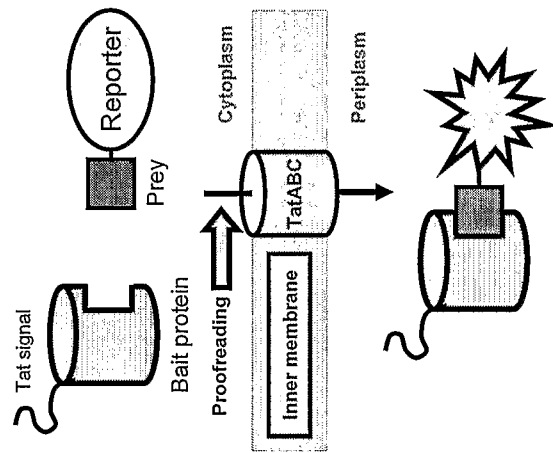 Tat signal
Bait protein
Reporter
Prey
Proofreading
Cytoplasm
TatABC
Inner membrane
Periplasm